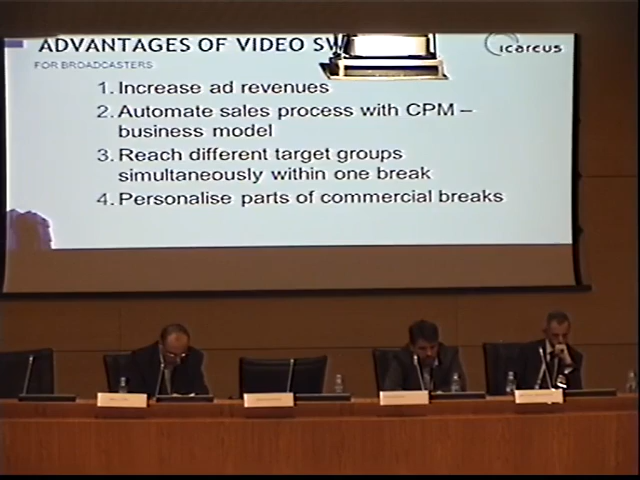 ADVANTAGES OF VIDEO SW
icareus
FOR BROADCASTERS
1. Increase ad revenues
2. Automate sales process with CPM –
business model
3. Reach different target groups
simultaneously within one break
4. Personalise parts of commercial breaks